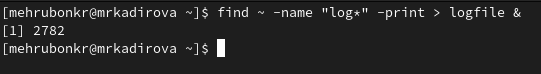 [mehrubonkr@mrkadirova ~]$ find ~ -name "log*" -print > logfile &
[1] 2782
[mehrubonkr@mrkadirova ~]$